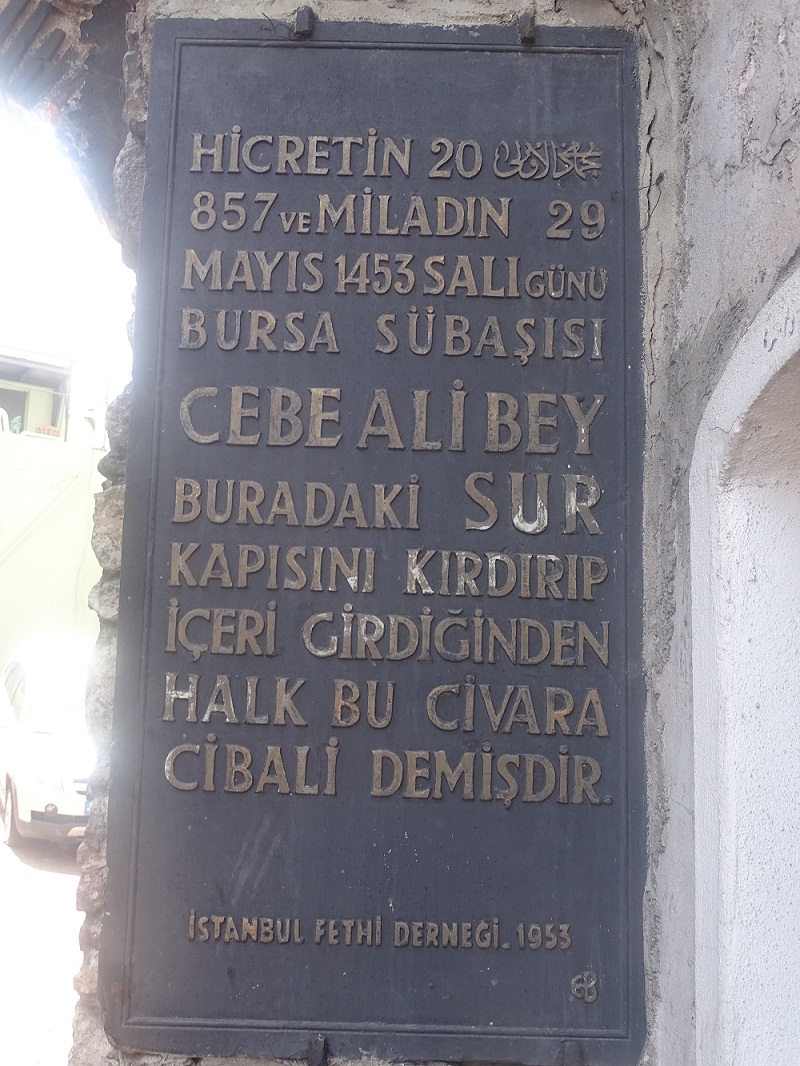 HİCRETİN 20 جمادى الاولى
857 VE MİLADIN 29
MAYIS 1453 SALI GÜNÜ
BURSA SÜBAŞISI
CEBE ALİ BEY
BURADAKİ SUR
KAPISINI KIRDIRIP
İÇERİ GİRDİĞİNDEN
HALK BU CİVARA
CİBALİ DEMİŞDİR.
İSTANBUL FETHİ DERNEĞİ_1953
EB